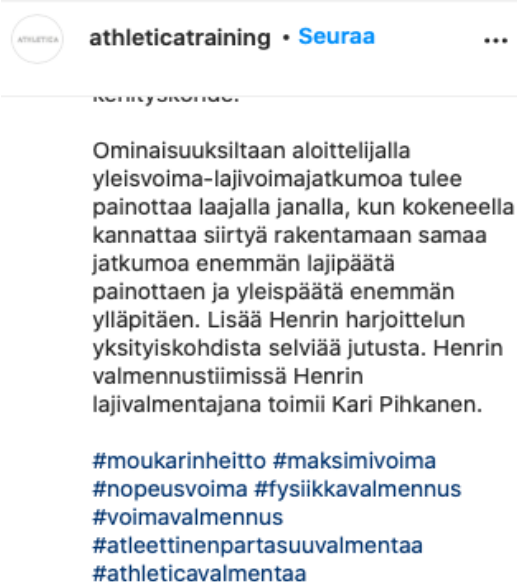 ATHLETICA
athleticatraining • Seuraa
...
kehityskohde.
Ominaisuuksiltaan aloittelijalla
yleisvoima-lajivoimajatkumoa tulee
painottaa laajalla janalla, kun kokeneella
kannattaa siirtyä rakentamaan samaa
jatkumoa enemmän lajipäätä
painottaen ja yleispäätä enemmän
ylläpitäen. Lisää Henrin harjoittelun
yksityiskohdista selviää jutusta. Henrin
valmennustiimissä Henrin
lajivalmentajana toimii Kari Pihkanen.
#moukarinheitto #maksimivoima
#nopeusvoima #fysiikkavalmennus
#voimavalmennus
#atleettinenpartasuuvalmentaa
#athleticavalmentaa